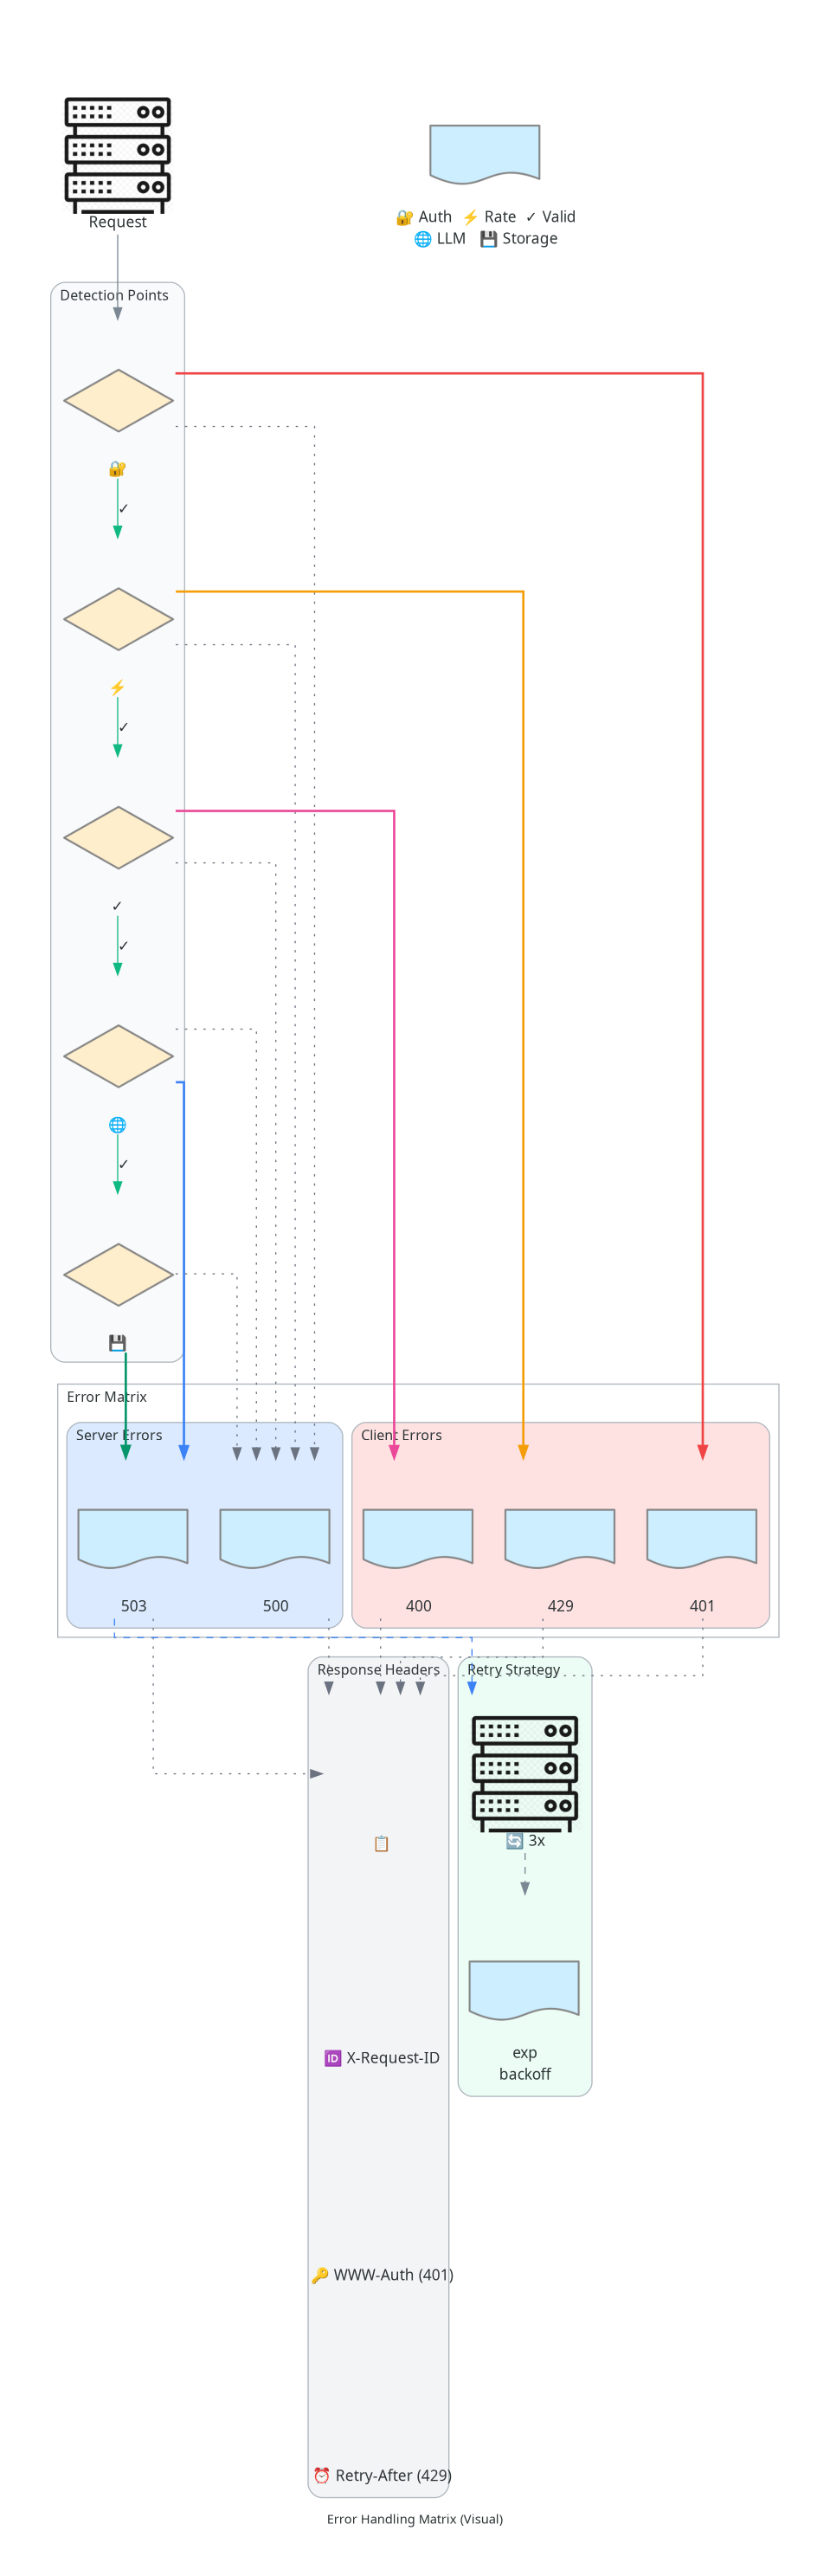 Request
🔐 Auth ⚡ Rate ✓ Valid
🌐 LLM 💾 Storage
Detection Points
🔐
✓
⚡
✓
✓
✓
🌐
✓
💾
Error Matrix
Server Errors
Client Errors
503
500
400
429
401
Response Headers
Retry Strategy
📋
🔄 3x
🆔 X-Request-ID
exp
backoff
🔑 WWW-Auth (401)
⏰ Retry-After (429)
Error Handling Matrix (Visual)